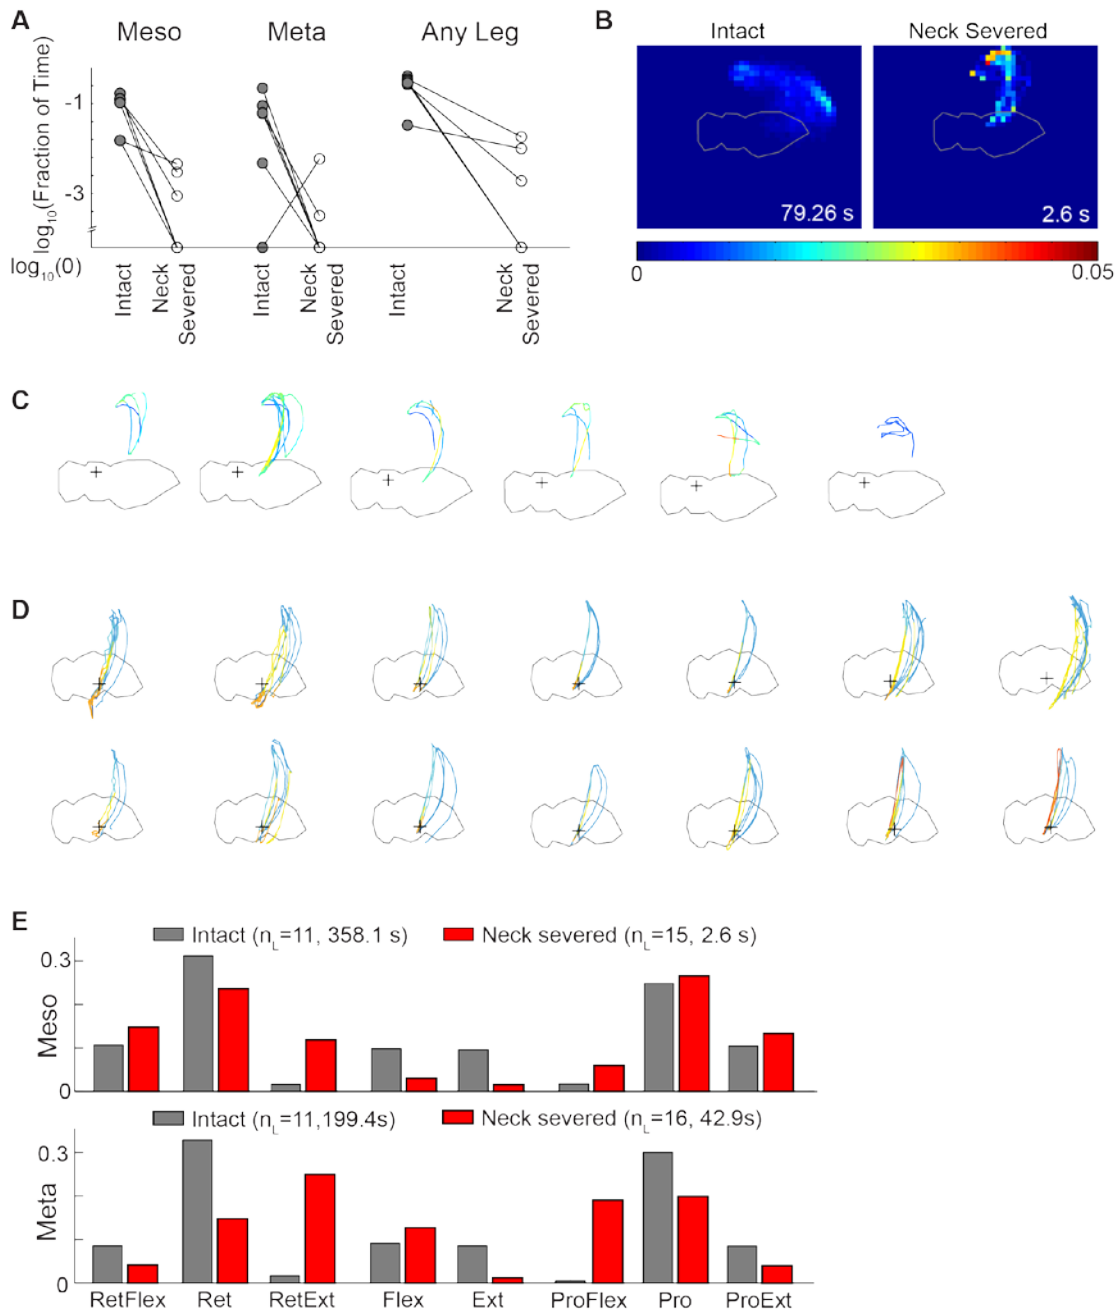 A
Meso
Meta
Any Leg
log10(Fraction of Time)
-1
-3
log10(0)
Intact
Neck
Severed
Intact
Neck
Severed
Intact
Neck
Severed
B
Intact
Neck Severed
79.26 s
2.6 s
0
0.05
C
D
E
Intact (nL=11, 358.1 s)
Neck severed (nL=15, 2.6 s)
0.3
Meso
0
Intact (nL=11,199.4s)
Neck severed (nL=16, 42.9s)
0.3
Meta
0
RetFlex
Ret
RetExt
Flex
Ext
ProFlex
Pro
ProExt